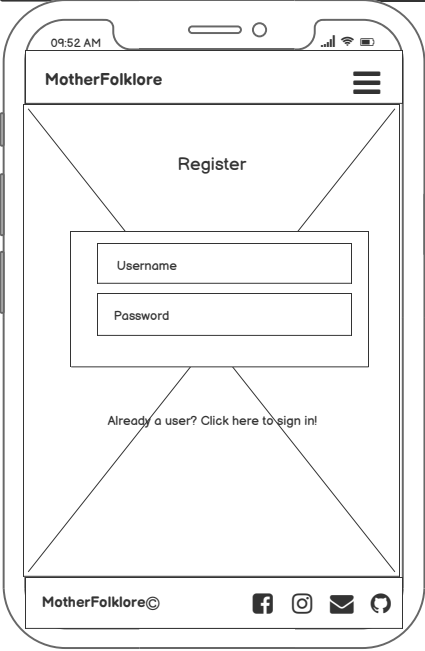 09:52 AM
MotherFolklore
Register
Username
Password
Already a user? Click here to sign in!
MotherFolklore©